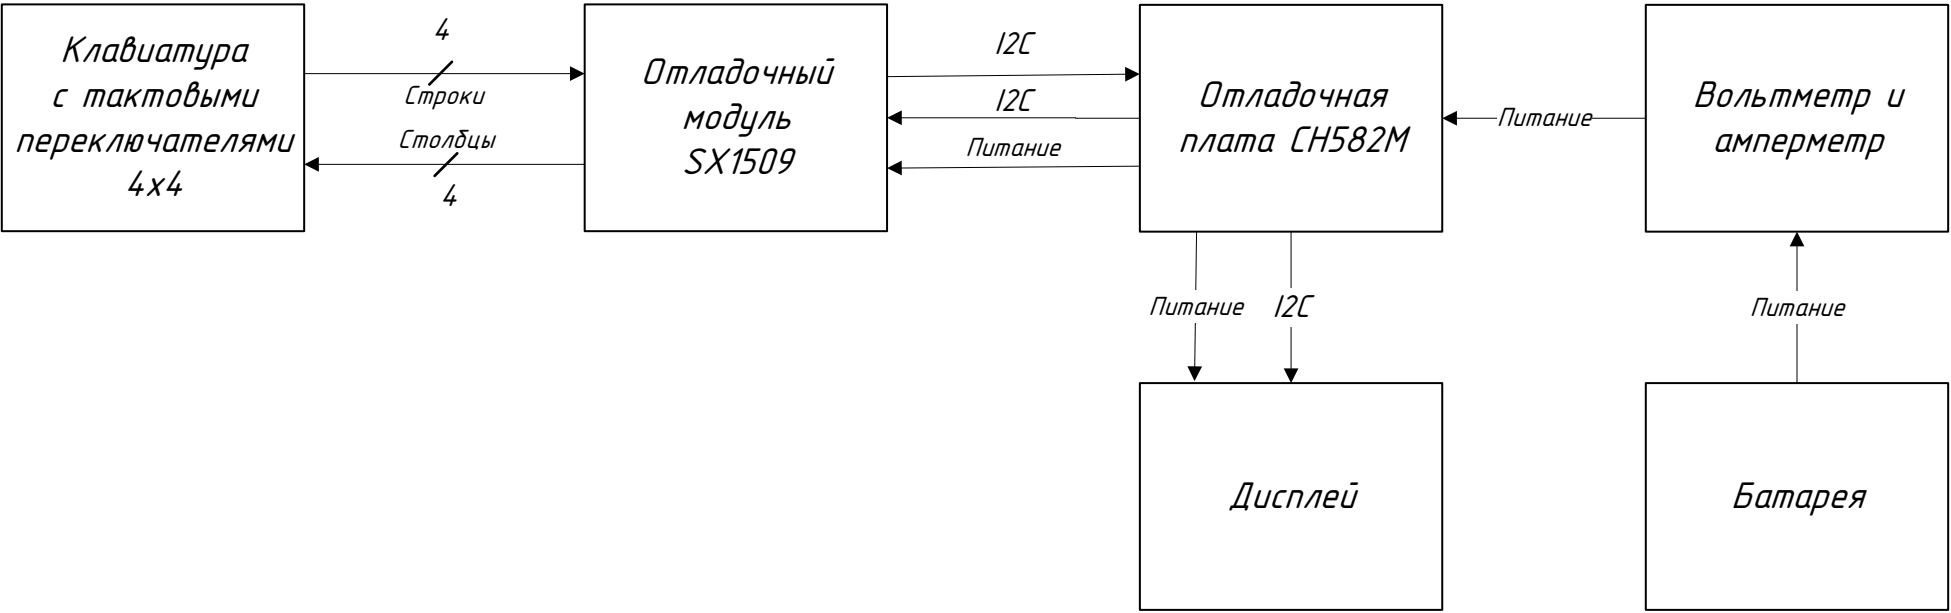 Клавиатура
с тактовыми
переключателями
4x4
4
Строки
Столбцы
4
Отладочный
модуль
SX1509
I2C
I2C
Питание
Отладочная
плата CH582M
Питание
Вольтметр и
амперметр
Питание
I2C
Питание
Дисплей
Батарея